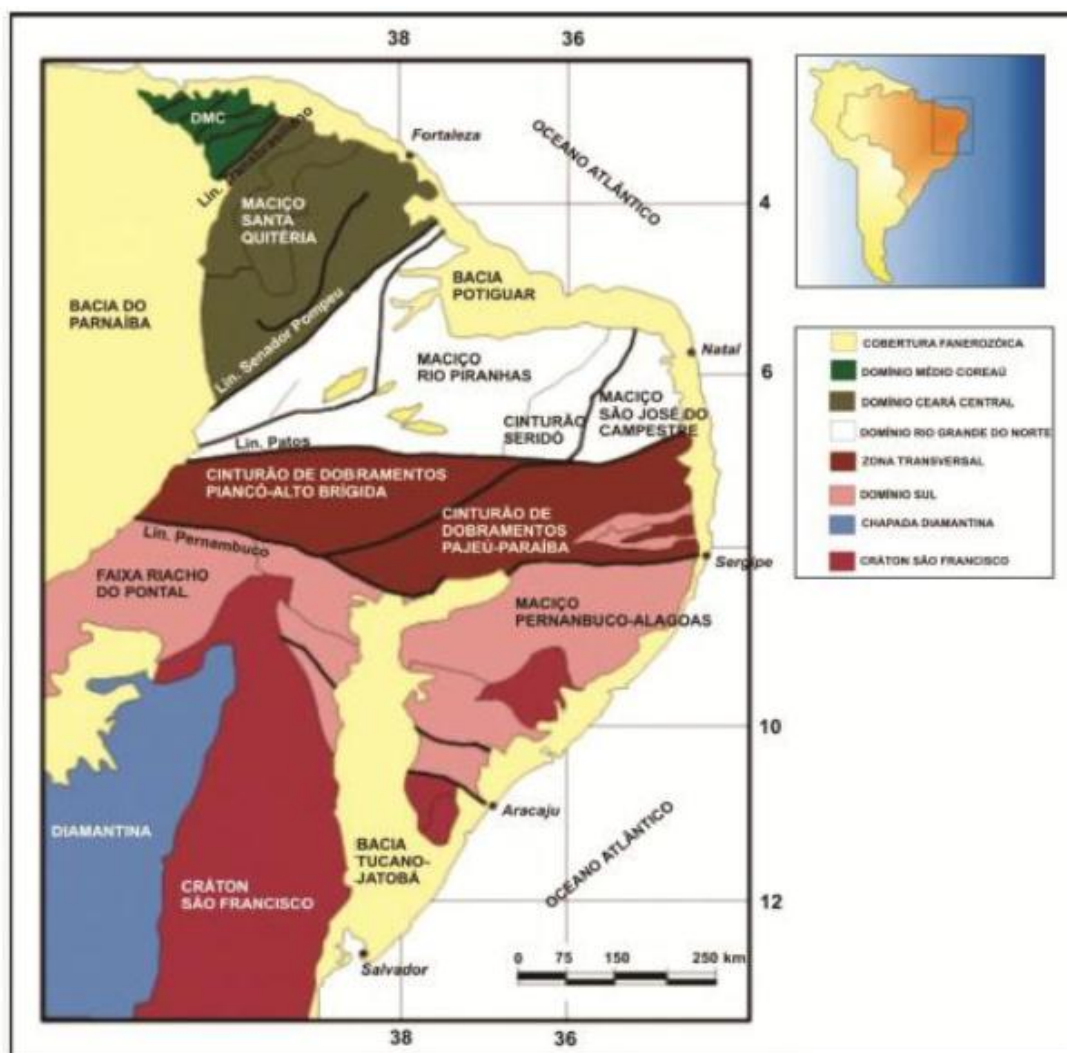 38 36
DMC
Fortaleza
OCEANO ATLÂNTICO
Lin. Transbrasiliano
MACIÇO
SANTA
QUITÉRIA
4
BACIA
POTIGUAR
BACIA DO
PARNAÍBA
Lin. Senador Pompeu
Natal
MACIÇO
RIO PIRANHAS
6
MACIÇO
SÃO JOSÉ DO
CAMPESTRE
CINTURÃO
SERIDÓ
Lin. Patos
CINTURÃO DE DOBRAMENTOS
PIANCÓ-ALTO BRÍGIDA
CINTURÃO DE
DOBRAMENTOS
PAJEÚ-PARAÍBA
Lin. Pernambuco
Sergipe
FAIXA RIACHO
DO PONTAL
MACIÇO
PERNANBUCO-ALAGOAS
10
Aracaju
DIAMANTINA
BACIA
TUCANO-
JATOBÁ
OCEANO ATLÂNTICO
CRÁTON
SÃO FRANCISCO
12
Salvador
0 75 150 250 km
38 36
COBERTURA FANEROZÓICA
DOMÍNIO MÉDIO COREAÚ
DOMÍNIO CEARÁ CENTRAL
DOMÍNIO RIO GRANDE DO NORTE
ZONA TRANSVERSAL
DOMÍNIO SUL
CHAPADA DIAMANTINA
CRÁTON SÃO FRANCISCO